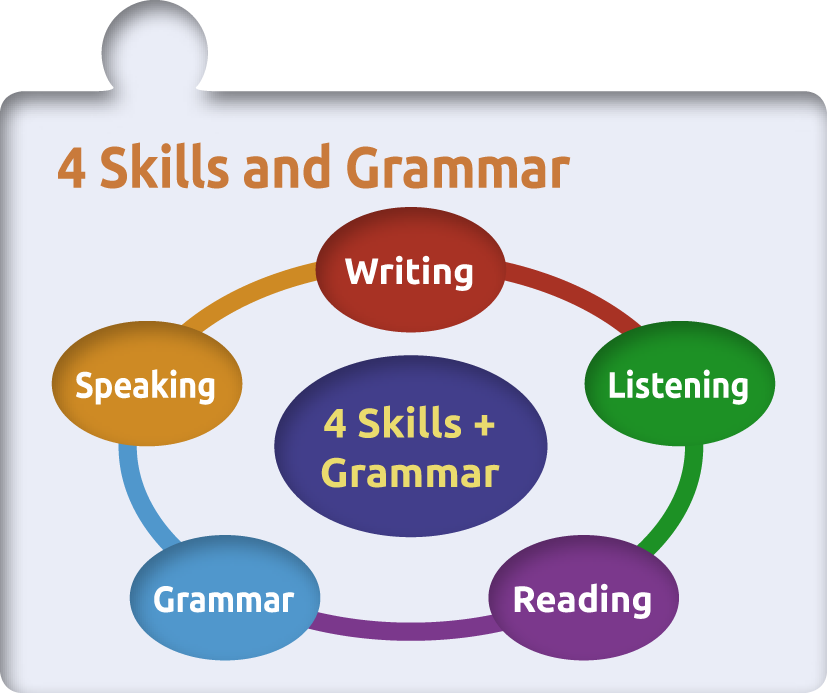 4 Skills and Grammar
Writing
Speaking
Listening
4 Skills +
Grammar
Grammar
Reading